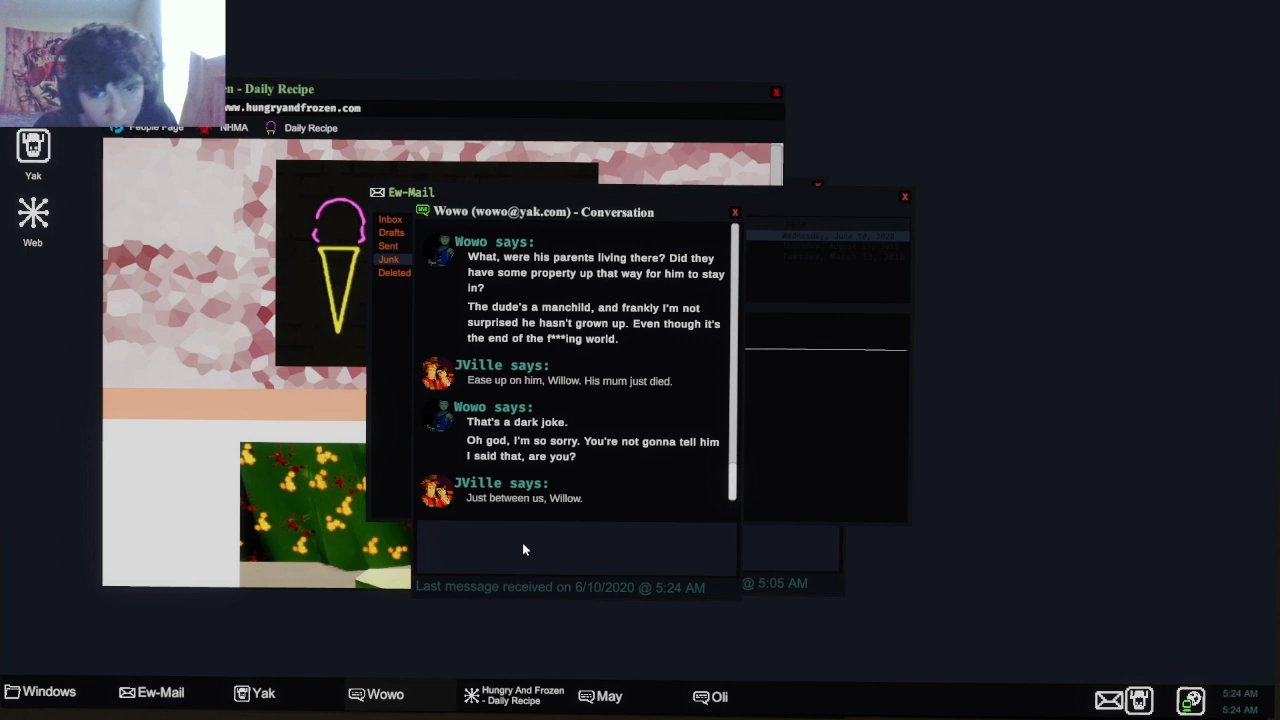 en - Daily Recipe
www.hungryandfrozen.com
People Page
NHMA
Daily Recipe
Yak
Web
Ew-Mail
Inbox
Drafts
Sent
Junk
Deleted
Wowo (wowo@yak.com) - Conversation
Wowo says:
What, were his parents living there? Did they
have some property up that way for him to stay
in?
The dude's a manchild, and frankly I'm not
surprised he hasn't grown up. Even though it's
the end of the f***ing world.
JVille says:
Ease up on him, Willow. His mum just died.
Wowo says:
That's a dark joke.
Oh god, I'm so sorry. You're not gonna tell him
I said that, are you?
JVille says:
Just between us, Willow.
Last message received on 6/10/2020 @ 5:24 AM
@ 5:05 AM
Windows
Ew-Mail
Yak
Wowo
Hungry And Frozen
- Daily Recipe
May
Oli
5:24 AM
5:24 AM